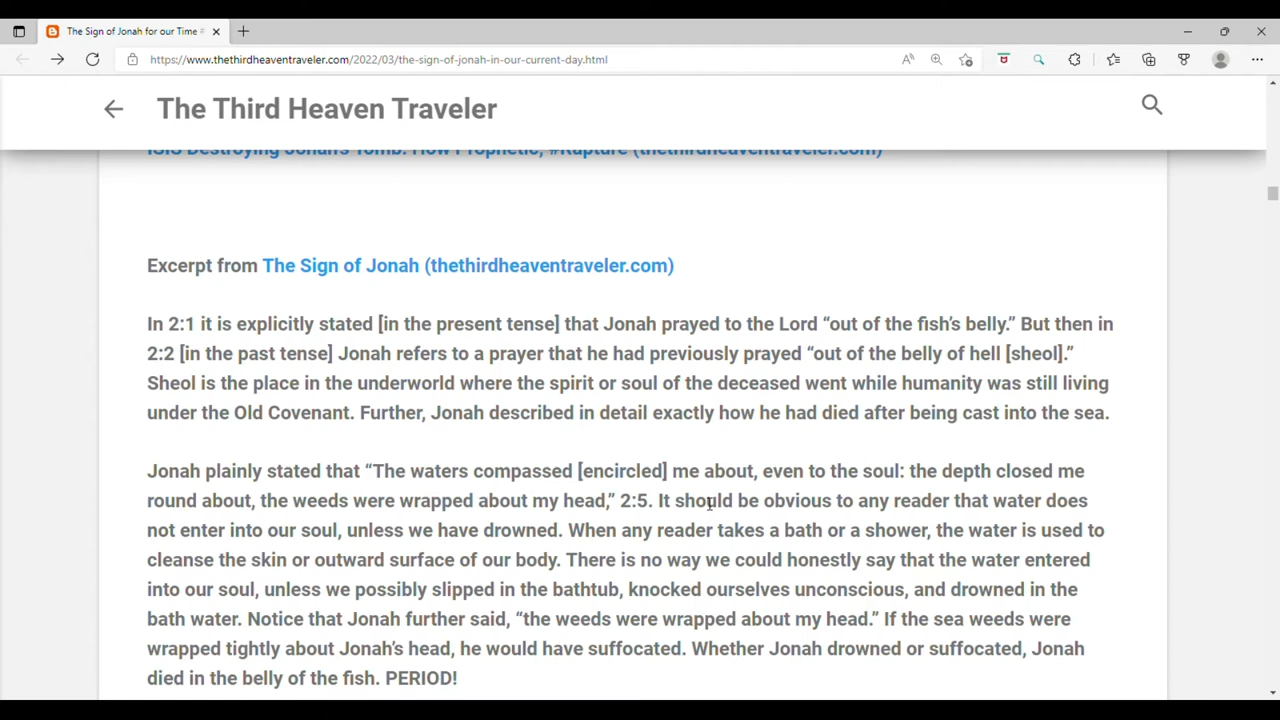 The Sign of Jonah for our Time #
https://www.thethirdheaventraveler.com/2022/03/the-sign-of-jonah-in-our-current-day.html
The Third Heaven Traveler
ISIS Destroying Jonah's Tomb: How Prophetic, #Rapture (thethirdheaventraveler.com)
Excerpt from The Sign of Jonah (thethirdheaventraveler.com)
In 2:1 it is explicitly stated [in the present tense] that Jonah prayed to the Lord “out of the fish’s belly.” But then in
2:2 [in the past tense] Jonah refers to a prayer that he had previously prayed “out of the belly of hell [sheol].”
Sheol is the place in the underworld where the spirit or soul of the deceased went while humanity was still living
under the Old Covenant. Further, Jonah described in detail exactly how he had died after being cast into the sea.
Jonah plainly stated that “The waters compassed [encircled] me about, even to the soul: the depth closed me
round about, the weeds were wrapped about my head,” 2:5. It should be obvious to any reader that water does
not enter into our soul, unless we have drowned. When any reader takes a bath or a shower, the water is used to
cleanse the skin or outward surface of our body. There is no way we could honestly say that the water entered
into our soul, unless we possibly slipped in the bathtub, knocked ourselves unconscious, and drowned in the
bath water. Notice that Jonah further said, “the weeds were wrapped about my head.” If the sea weeds were
wrapped tightly about Jonah’s head, he would have suffocated. Whether Jonah drowned or suffocated, Jonah
died in the belly of the fish. PERIOD!